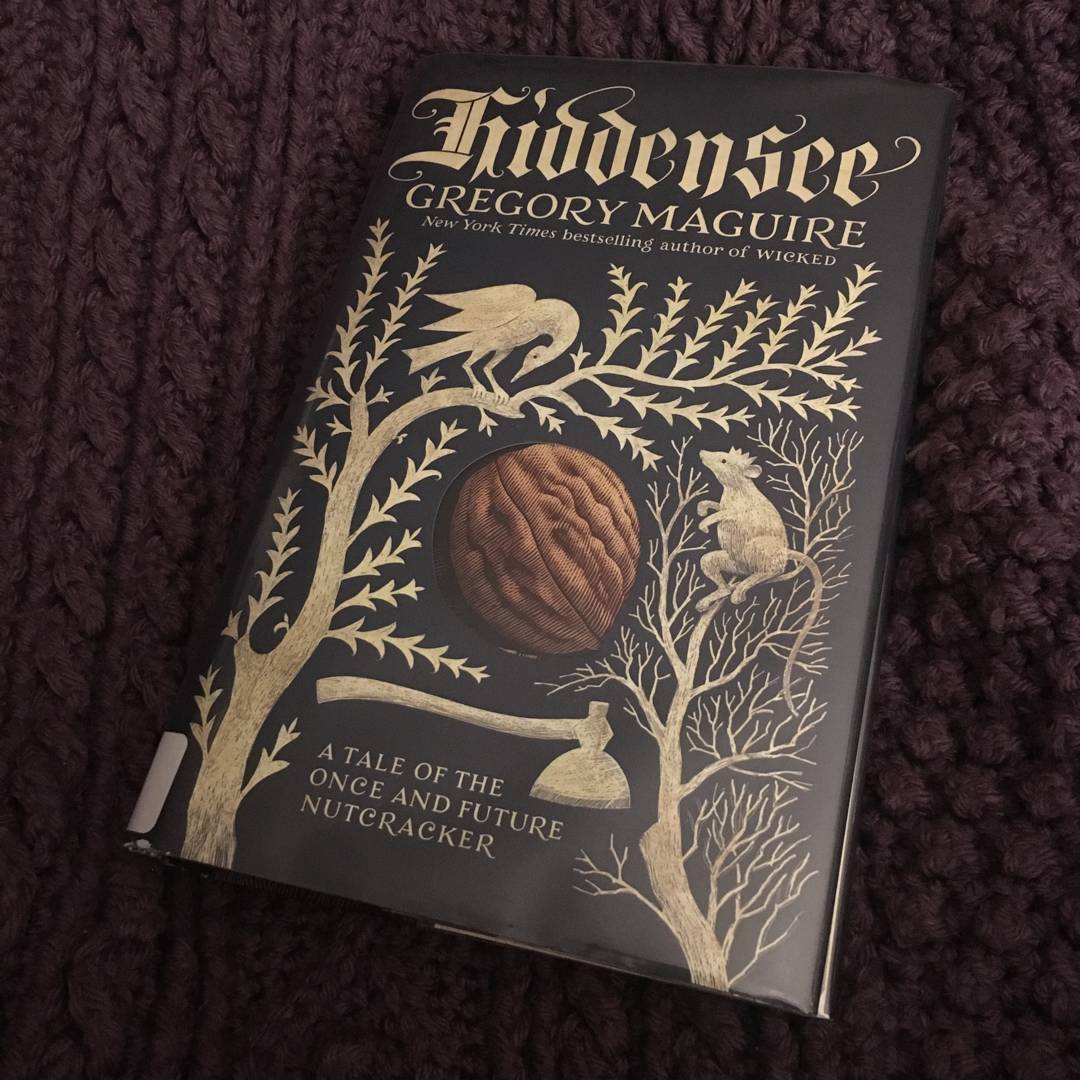 Hiddensee
GREGORY MAGUIRE
New York Times bestselling author of WICKED
A TALE OF THE
ONCE AND FUTURE
NUTCRACKER